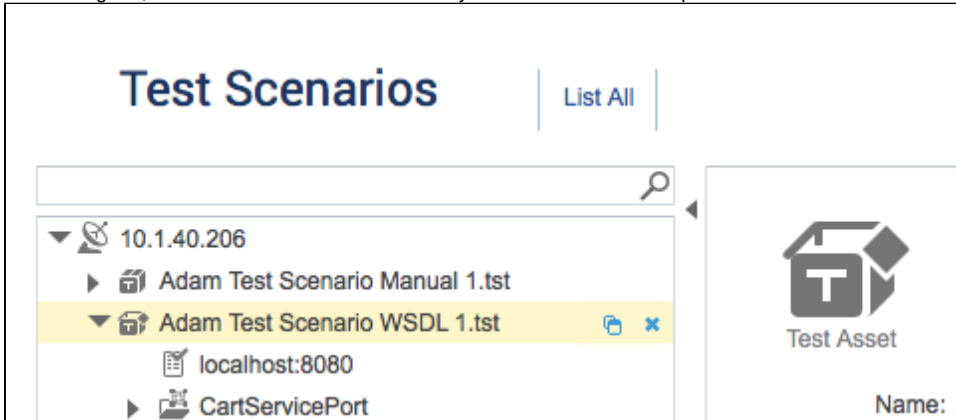 Test Scenarios
List All
10.1.40.206
Adam Test Scenario Manual 1.tst
Adam Test Scenario WSDL 1.tst
localhost:8080
CartServicePort
T
Test Asset
Name: